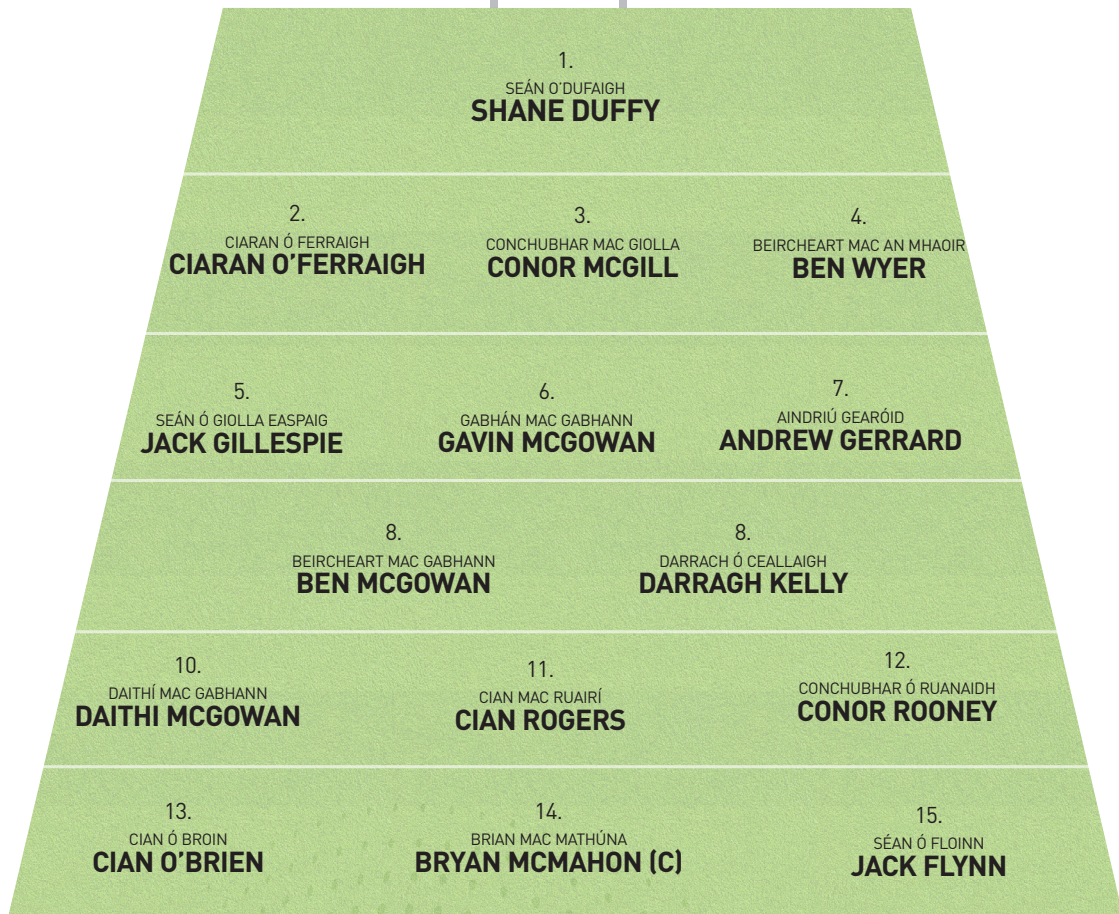 1.
SEÁN O'DUFAIGH
SHANE DUFFY
2.
CIARAN Ó FERRAIGH
CIARAN O'FERRAIGH
3.
CONCHUBHAR MAC GIOLLA
CONOR MCGILL
4.
BEIRCHEART MAC AN MHAOIR
BEN WYER
5.
SEÁN Ó GIOLLA EASPAIG
JACK GILLESPIE
6.
GABHÁN MAC GABHANN
GAVIN MCGOWAN
7.
AINDRIÚ GEARÓID
ANDREW GERRARD
8.
BEIRCHEART MAC GABHANN
BEN MCGOWAN
8.
DARRACH Ó CEALLAIGH
DARRAGH KELLY
10.
DAITHÍ MAC GABHANN
DAITHI MCGOWAN
11.
CIAN MAC RUAIRÍ
CIAN ROGERS
12.
CONCHUBHAR Ó RUANAIDH
CONOR ROONEY
13.
CIAN Ó BROIN
CIAN O'BRIEN
14.
BRIAN MAC MATHÚNA
BRYAN MCMAHON (C)
15.
SÉAN Ó FLOINN
JACK FLYNN